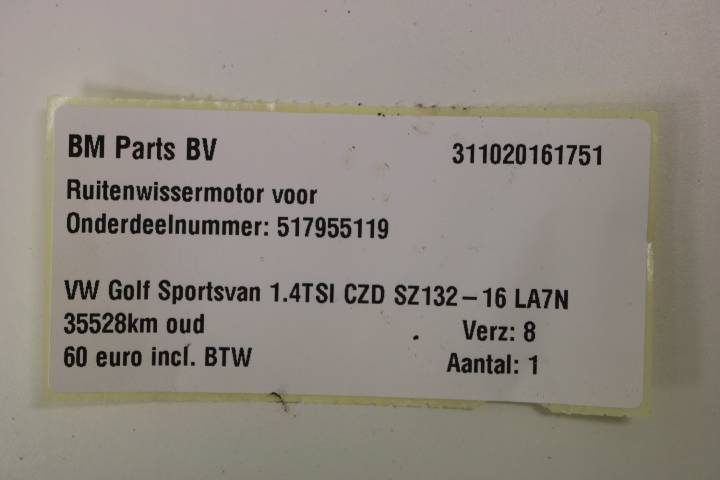 BM Parts BV 311020161751
Ruitenwissermotor voor
Onderdeelnummer: 517955119
VW Golf Sportsvan 1.4TSI CZD SZ132-16 LA7N
35528km oud Verz: 8
60 euro incl. BTW Aantal: 1